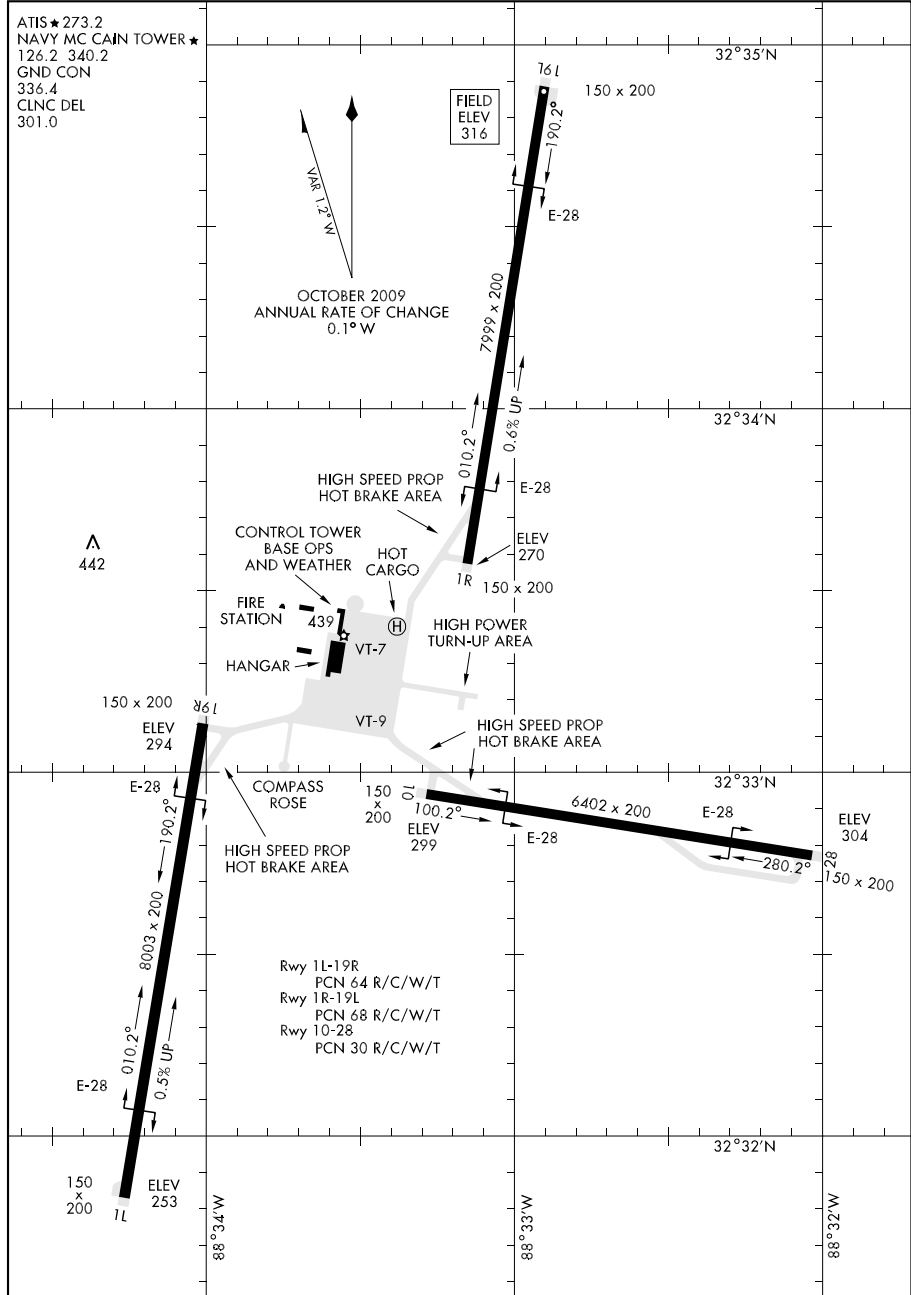 ATIS ★ 273.2
NAVY MC CAIN TOWER ★
126.2 340.2
GND CON
336.4
CLNC DEL
301.0
32°35'N
19L
150 x 200
FIELD
ELEV
316
190.2°
VAR 1.2° W
E-28
OCTOBER 2009
ANNUAL RATE OF CHANGE
0.1° W
7999 x 200
32°34'N
010.2°
0.6% UP
HIGH SPEED PROP
HOT BRAKE AREA
E-28
CONTROL TOWER
BASE OPS
AND WEATHER
HOT
CARGO
ELEV
270
442
1R
150 x 200
FIRE
STATION
439
H
HIGH POWER
TURN-UP AREA
VT-7
HANGAR
150 x 200
19R
VT-9
ELEV
294
HIGH SPEED PROP
HOT BRAKE AREA
32°33'N
E-28
COMPASS
ROSE
150
x
200
10
100.2°
ELEV
299
6402 x 200
E-28
E-28
ELEV
304
190.2°
HIGH SPEED PROP
HOT BRAKE AREA
280.2°
28
150 x 200
8003 x 200
Rwy 1L-19R
PCN 64 R/C/W/T
Rwy 1R-19L
PCN 68 R/C/W/T
Rwy 10-28
PCN 30 R/C/W/T
010.2°
0.5% UP
E-28
32°32'N
150
x
200
ELEV
253
1L
88°34'W
88°33'W
88°32'W